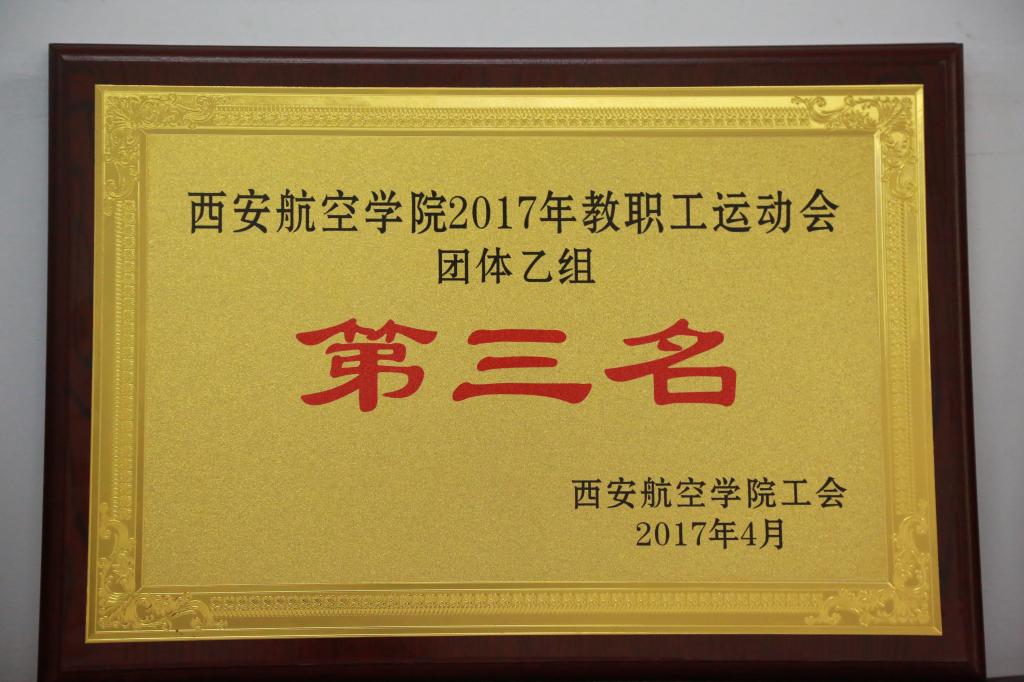 西安航空学院2017年教职工运动会
团体乙组
第三名
西安航空学院工会
2017年4月